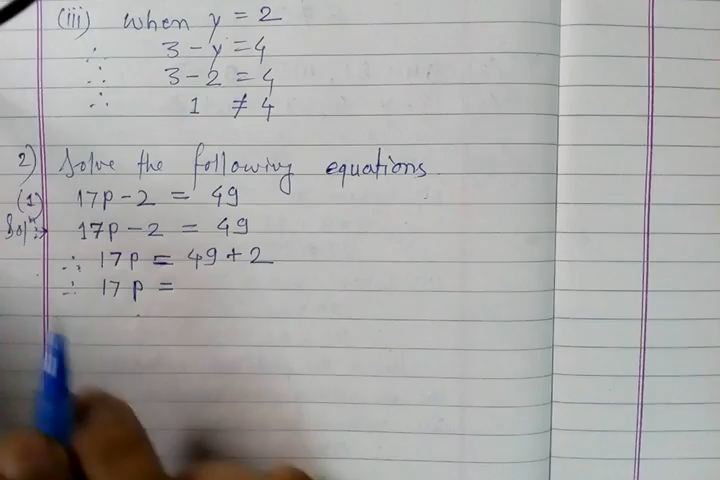 (iii) when y = 2
∴ 3 - y = 4
∴ 3 - 2 = 4
∴ 1 ≠ 4
2) Solve the following equations.
(1) 17p - 2 = 49
Solⁿ:→ 17p - 2 = 49
∴ 17p = 49 + 2
∴ 17p =